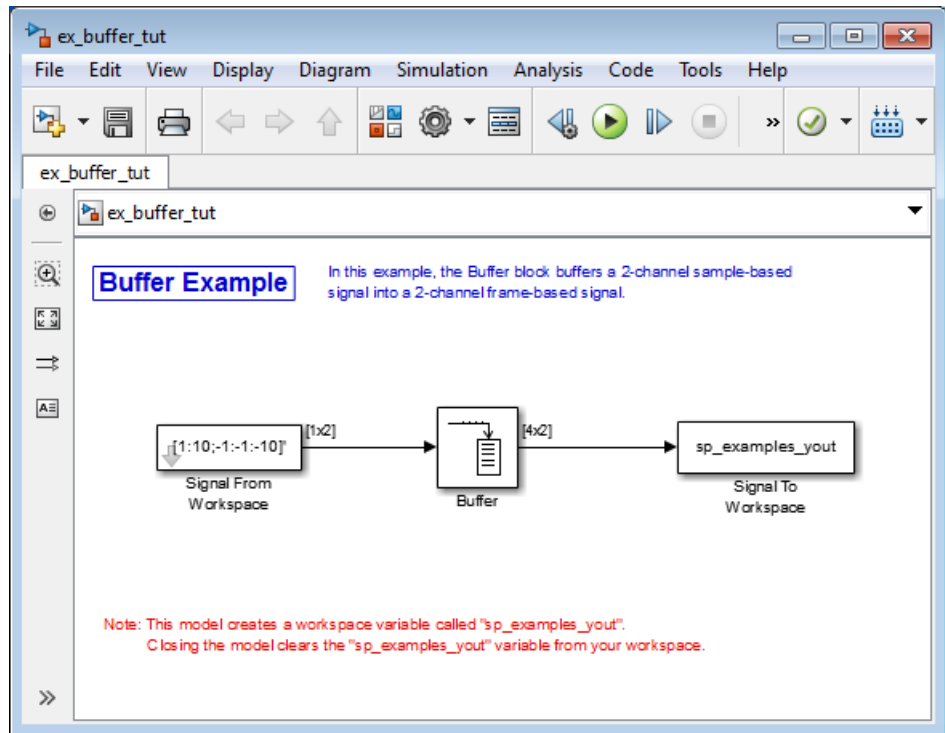 ex_buffer_tut
File Edit View Display Diagram Simulation Analysis Code Tools Help
ex_buffer_tut
ex_buffer_tut
Buffer Example
In this example, the Buffer block buffers a 2-channel sample-based
signal into a 2-channel frame-based signal.
[1:10;-1:-1:-10]'
[1x2]
[4x2]
sp_examples_yout
Signal From
Workspace
Buffer
Signal To
Workspace
Note: This model creates a workspace variable called "sp_examples_yout".
Closing the model clears the "sp_examples_yout" variable from your workspace.